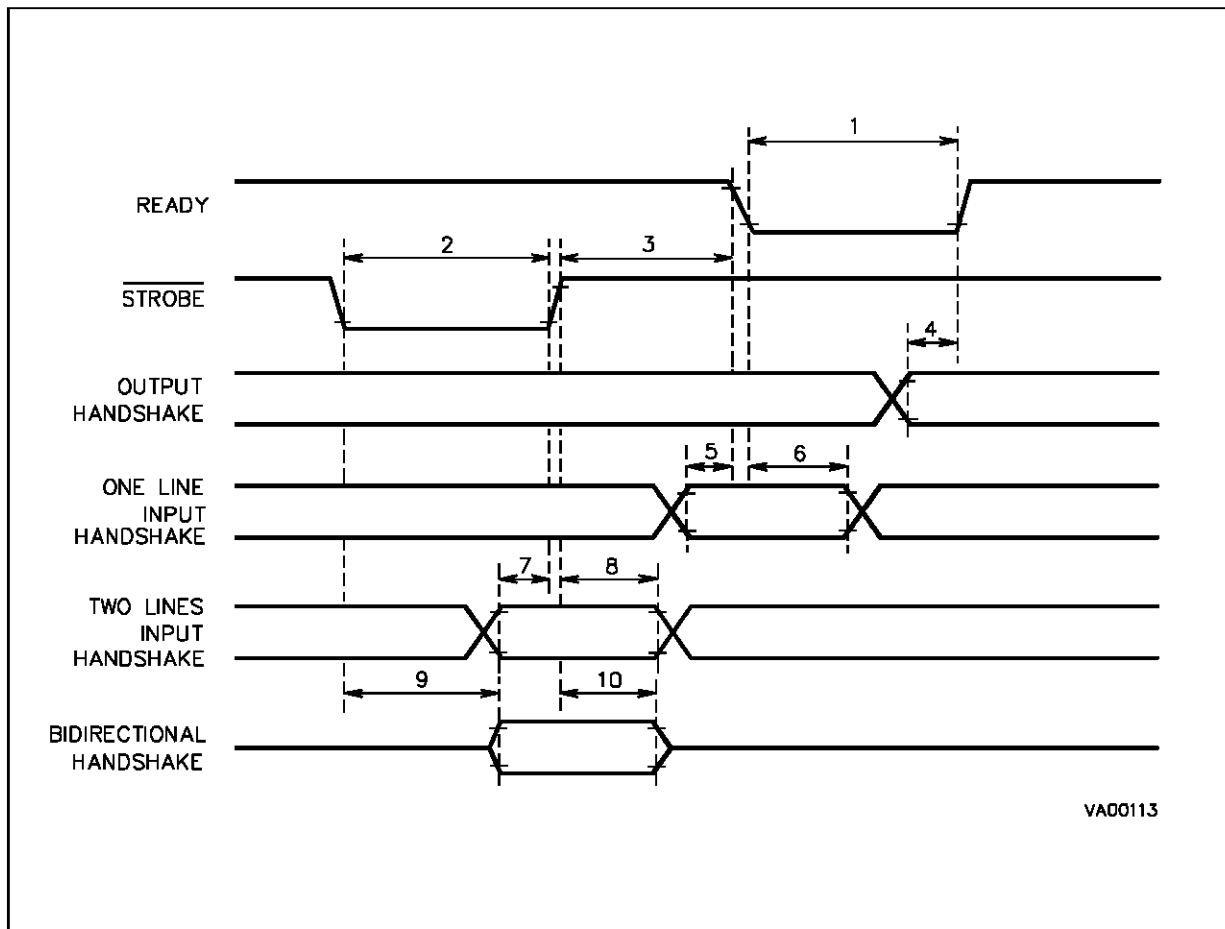 1
READY
2
3
STROBE
4
OUTPUT
HANDSHAKE
5
6
ONE LINE
INPUT
HANDSHAKE
7
8
TWO LINES
INPUT
HANDSHAKE
9
10
BIDIRECTIONAL
HANDSHAKE
VA00113